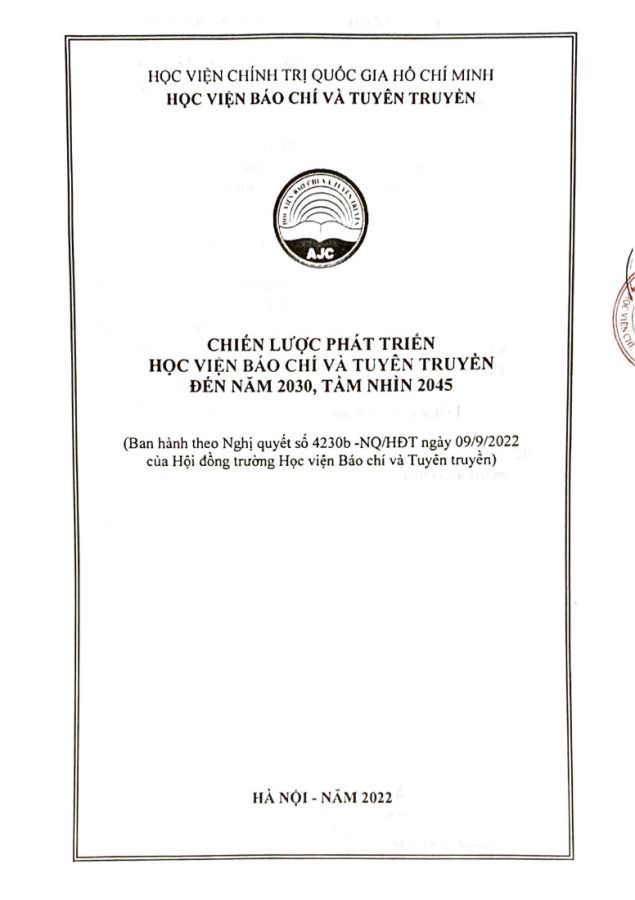 HỌC VIỆN CHÍNH TRỊ QUỐC GIA HỒ CHÍ MINH
HỌC VIỆN BÁO CHÍ VÀ TUYÊN TRUYỀN
HỌC VIỆN BÁO CHÍ VÀ TUYÊN TRUYỀN
AJC
CHIẾN LƯỢC PHÁT TRIỂN
HỌC VIỆN BÁO CHÍ VÀ TUYÊN TRUYỀN
ĐẾN NĂM 2030, TẦM NHÌN 2045
(Ban hành theo Nghị quyết số 4230b -NQ/HĐT ngày 09/9/2022
của Hội đồng trường Học viện Báo chí và Tuyên truyền)
HÀ NỘI - NĂM 2022